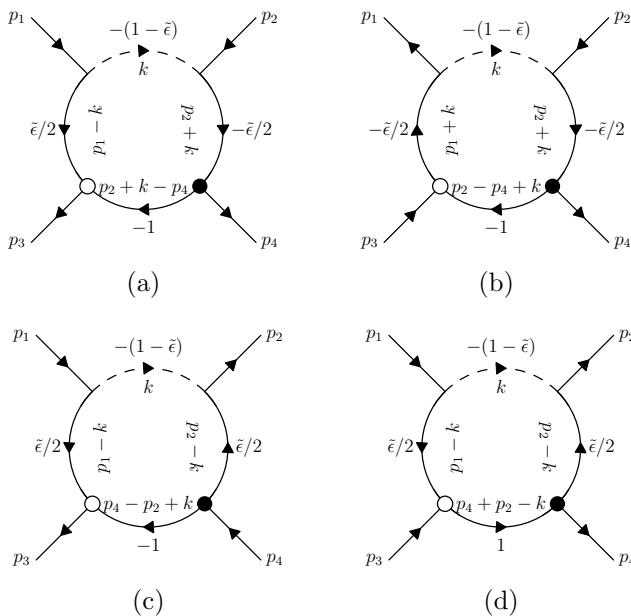 p₁ −(1 − ϵ̃) p₂ p₁ −(1 − ϵ̃) p₂
k k
ϵ̃/2 p₁ − k p₂ + k −ϵ̃/2 −ϵ̃/2 p₁ + k p₂ + k −ϵ̃/2
p₂ + k − p₄ p₂ − p₄ + k
p₃ −1 p₄ p₃ −1 p₄
(a) (b)
p₁ −(1 − ϵ̃) p₂ p₁ −(1 − ϵ̃) p₂
k k
ϵ̃/2 p₁ − k p₂ − k ϵ̃/2 ϵ̃/2 p₁ − k p₂ − k ϵ̃/2
p₄ − p₂ + k p₄ + p₂ − k
p₃ −1 p₄ p₃ 1 p₄
(c) (d)